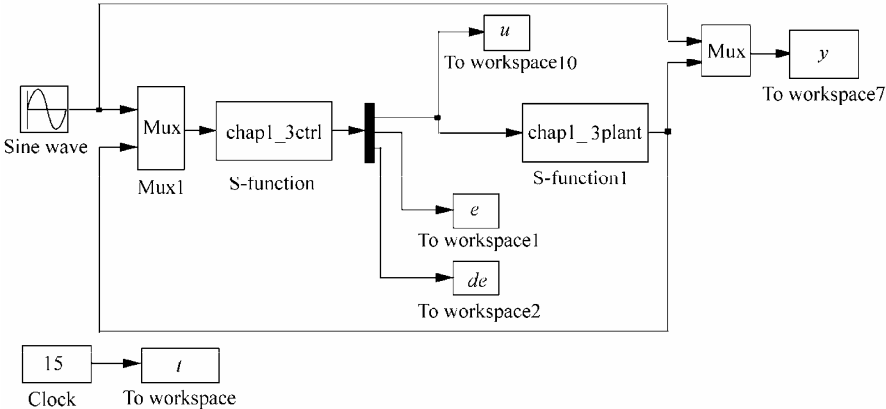 u
To workspace10
Mux
y
To workspace7
Sine wave
Mux
Mux1
chap1_3ctrl
S-function
chap1_3plant
S-function1
e
To workspace1
de
To workspace2
15
Clock
t
To workspace